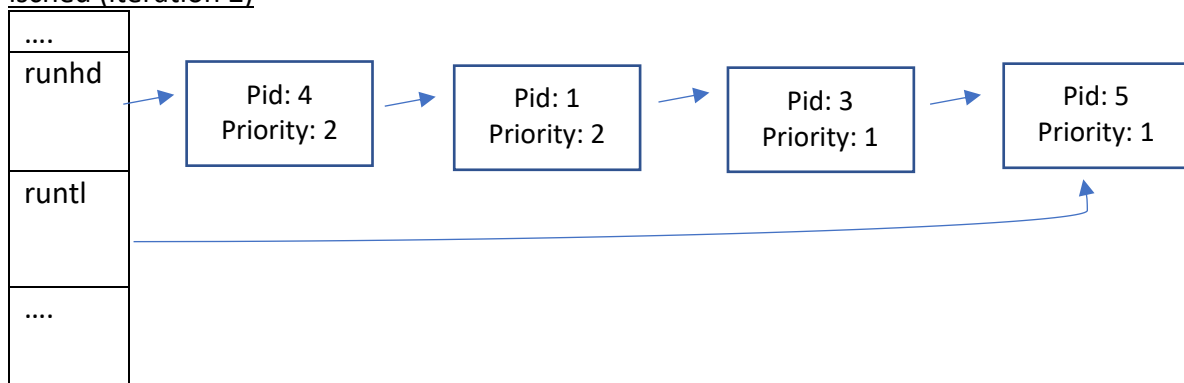 ….
runhd
Pid: 4
Priority: 2
Pid: 1
Priority: 2
Pid: 3
Priority: 1
Pid: 5
Priority: 1
runtl
….